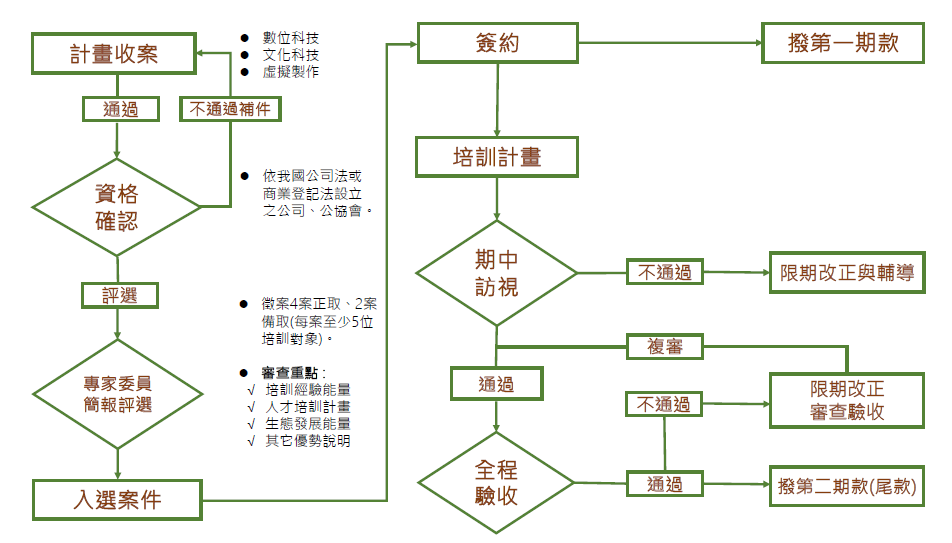 計畫收案
● 數位科技
● 文化科技
● 虛擬製作
通過
不通過補件
資格
確認
● 依我國公司法或
商業登記法設立
之公司、公協會。
評選
● 徵案4案正取、2案
備取(每案至少5位
培訓對象)。
專家委員
簡報評選
● 審查重點:
√ 培訓經驗能量
√ 人才培訓計畫
√ 生態發展能量
√ 其它優勢說明
入選案件
簽約
撥第一期款
培訓計畫
期中
訪視
不通過
限期改正與輔導
複審
通過
不通過
限期改正
審查驗收
全程
驗收
通過
撥第二期款(尾款)